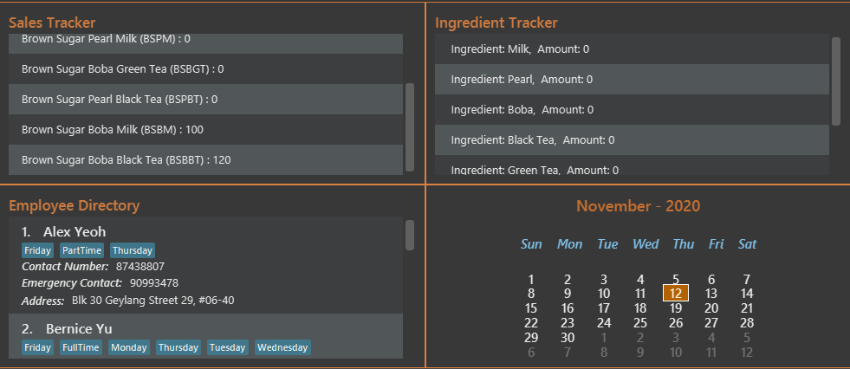 Sales Tracker
Brown Sugar Pearl Milk (BSPM) : 0
Brown Sugar Boba Green Tea (BSBGT) : 0
Brown Sugar Pearl Black Tea (BSPBT) : 0
Brown Sugar Boba Milk (BSBM) : 100
Brown Sugar Boba Black Tea (BSBBT) : 120
Ingredient Tracker
Ingredient: Milk, Amount: 0
Ingredient: Pearl, Amount: 0
Ingredient: Boba, Amount: 0
Ingredient: Black Tea, Amount: 0
Ingredient: Green Tea, Amount: 0
Employee Directory
1. Alex Yeoh
Friday PartTime Thursday
Contact Number: 87438807
Emergency Contact: 90993478
Address: Blk 30 Geylang Street 29, #06-40
2. Bernice Yu
Friday FullTime Monday Thursday Tuesday Wednesday
November - 2020
Sun Mon Tue Wed Thu Fri Sat
1 2 3 4 5 6 7
8 9 10 11 12 13 14
15 16 17 18 19 20 21
22 23 24 25 26 27 28
29 30 1 2 3 4 5
6 7 8 9 10 11 12